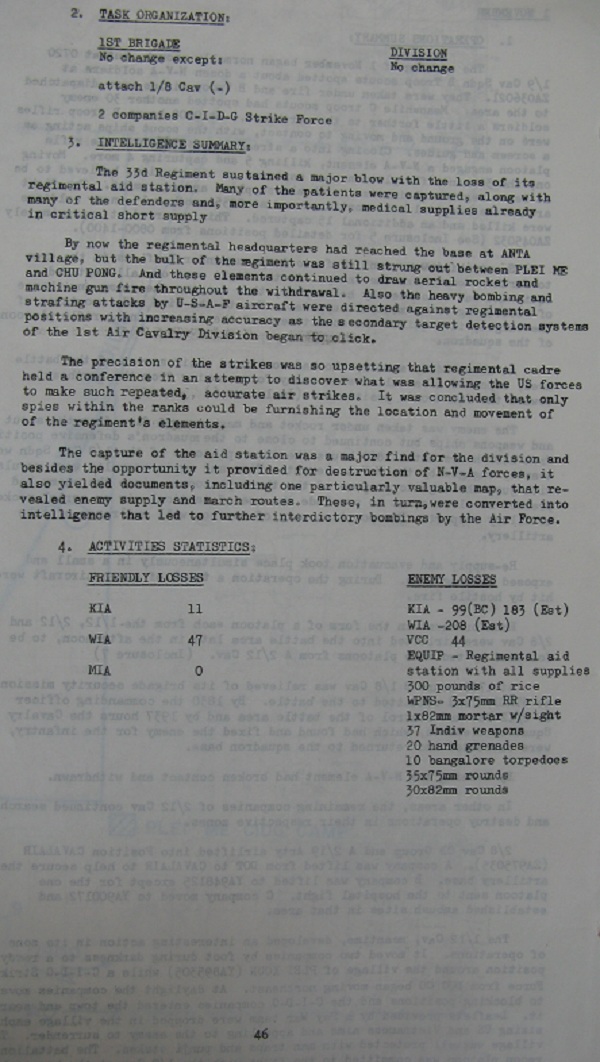 2. TASK ORGANIZATION:
1ST BRIGADE
No change except:
DIVISION
No change
attach 1/8 Cav (-)
2 companies C-I-D-G Strike Force
3. INTELLIGENCE SUMMARY:
The 33d Regiment sustained a major blow with the loss of its
regimental aid station. Many of the patients were captured, along with
many of the defenders and, more importantly, medical supplies already
in critical short supply
By now the regimental headquarters had reached the base at ANTA
village, but the bulk of the regiment was still strung out between PLEI ME
and CHU PONG. And these elements continued to draw aerial rocket and
machine gun fire throughout the withdrawal. Also the heavy bombing and
strafing attacks by U-S-A-F aircraft were directed against regimental
positions with increasing accuracy as the secondary target detection systems
of the 1st Air Cavalry Division began to click.
The precision of the strikes was so upsetting that regimental cadre
held a conference in an attempt to discover what was allowing the US forces
to make such repeated, accurate air strikes. It was concluded that only
spies within the ranks could be furnishing the location and movement of
of the regiment's elements.
The capture of the aid station was a major find for the division and
besides the opportunity it provided for destruction of N-V-A forces, it
also yielded documents, including one particularly valuable map, that re-
vealed enemy supply and march routes. These, in turn, were converted into
intelligence that led to further interdictory bombings by the Air Force.
4. ACTIVITIES STATISTICS:
FRIENDLY LOSSES
KIA 11
WIA 47
MIA 0
ENEMY LOSSES
KIA - 99(BC) 183 (Est)
WIA -208 (Est)
VCC 44
EQUIP - Regimental aid
station with all supplies
300 pounds of rice
WPNS- 3x75mm RR rifle
1x82mm mortar w/sight
37 Indiv weapons
20 hand grenades
10 bangalore torpedoes
35x75mm rounds
30x82mm rounds
46